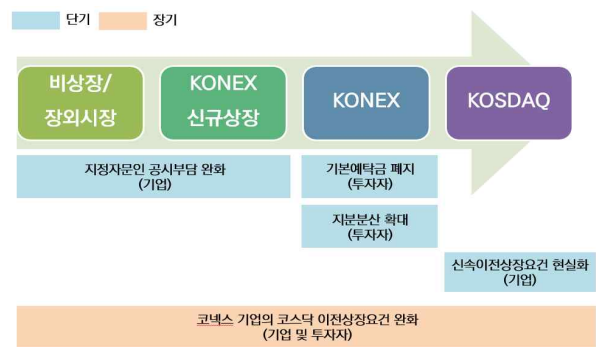 단기
장기
비상장/
장외시장
KONEX
신규상장
KONEX
KOSDAQ
지정자문인 공시부담 완화
(기업)
기본예탁금 폐지
(투자자)
지분분산 확대
(투자자)
신속이전상장요건 현실화
(기업)
코넥스 기업의 코스닥 이전상장요건 완화
(기업 및 투자자)